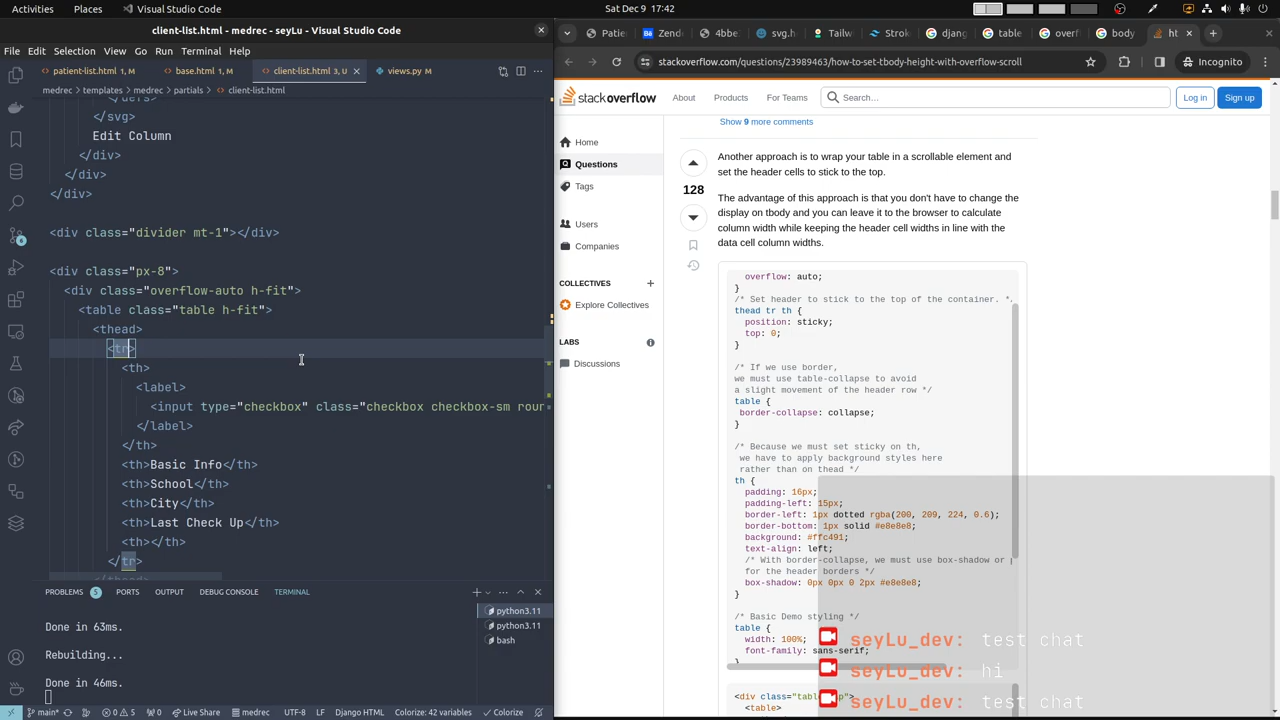 Activities Places Visual Studio Code Sat Dec 9 17:42
client-list.html - medrec - seyLu - Visual Studio Code
File Edit Selection View Go Run Terminal Help
patient-list.html 1, M base.html 1, M client-list.html 3, U views.py M
medrec > templates > medrec > partials > client-list.html
</defs>
</svg>
Edit Column
</div>
</div>
</div>
<div class="divider mt-1"></div>
<div class="px-8">
<div class="overflow-auto h-fit">
<table class="table h-fit">
<thead>
<tr>
<th>
<label>
<input type="checkbox" class="checkbox checkbox-sm roun
</label>
</th>
<th>Basic Info</th>
<th>School</th>
<th>City</th>
<th>Last Check Up</th>
<th></th>
</tr>
</thead>
PROBLEMS 5 PORTS OUTPUT DEBUG CONSOLE TERMINAL
Done in 63ms.
Rebuilding...
Done in 46ms.
python3.11
python3.11
bash
main* 0 5 0 Live Share medrec UTF-8 LF Django HTML Colorize: 42 variables Colorize
Patie Zend 4bbe svg.h Tailw Strok djang table overf body ht
stackoverflow.com/questions/23989463/how-to-set-tbody-height-with-overflow-scroll Incognito
stackoverflow About Products For Teams Search… Log in Sign up
Home
Questions
Tags
Users
Companies
COLLECTIVES
Explore Collectives
LABS
Discussions
Show 9 more comments
128
Another approach is to wrap your table in a scrollable element and
set the header cells to stick to the top.
The advantage of this approach is that you don't have to change the
display on tbody and you can leave it to the browser to calculate
column width while keeping the header cell widths in line with the
data cell column widths.
overflow: auto;
}
/* Set header to stick to the top of the container. */
thead tr th {
position: sticky;
top: 0;
}
/* If we use border,
we must use table-collapse to avoid
a slight movement of the header row */
table {
border-collapse: collapse;
}
/* Because we must set sticky on th,
we have to apply background styles here
rather than on thead */
th {
padding: 16px;
padding-left: 15px;
border-left: 1px dotted rgba(200, 209, 224, 0.6);
border-bottom: 1px solid #e8e8e8;
background: #ffc491;
text-align: left;
/* With border-collapse, we must use box-shadow or
for the header borders */
box-shadow: 0px 0px 0 2px #e8e8e8;
}
/* Basic Demo styling */
table {
width: 100%;
font-family: sans-serif;
}
<table>
seyLu_dev: test chat
seyLu_dev: hi
seyLu_dev: test chat